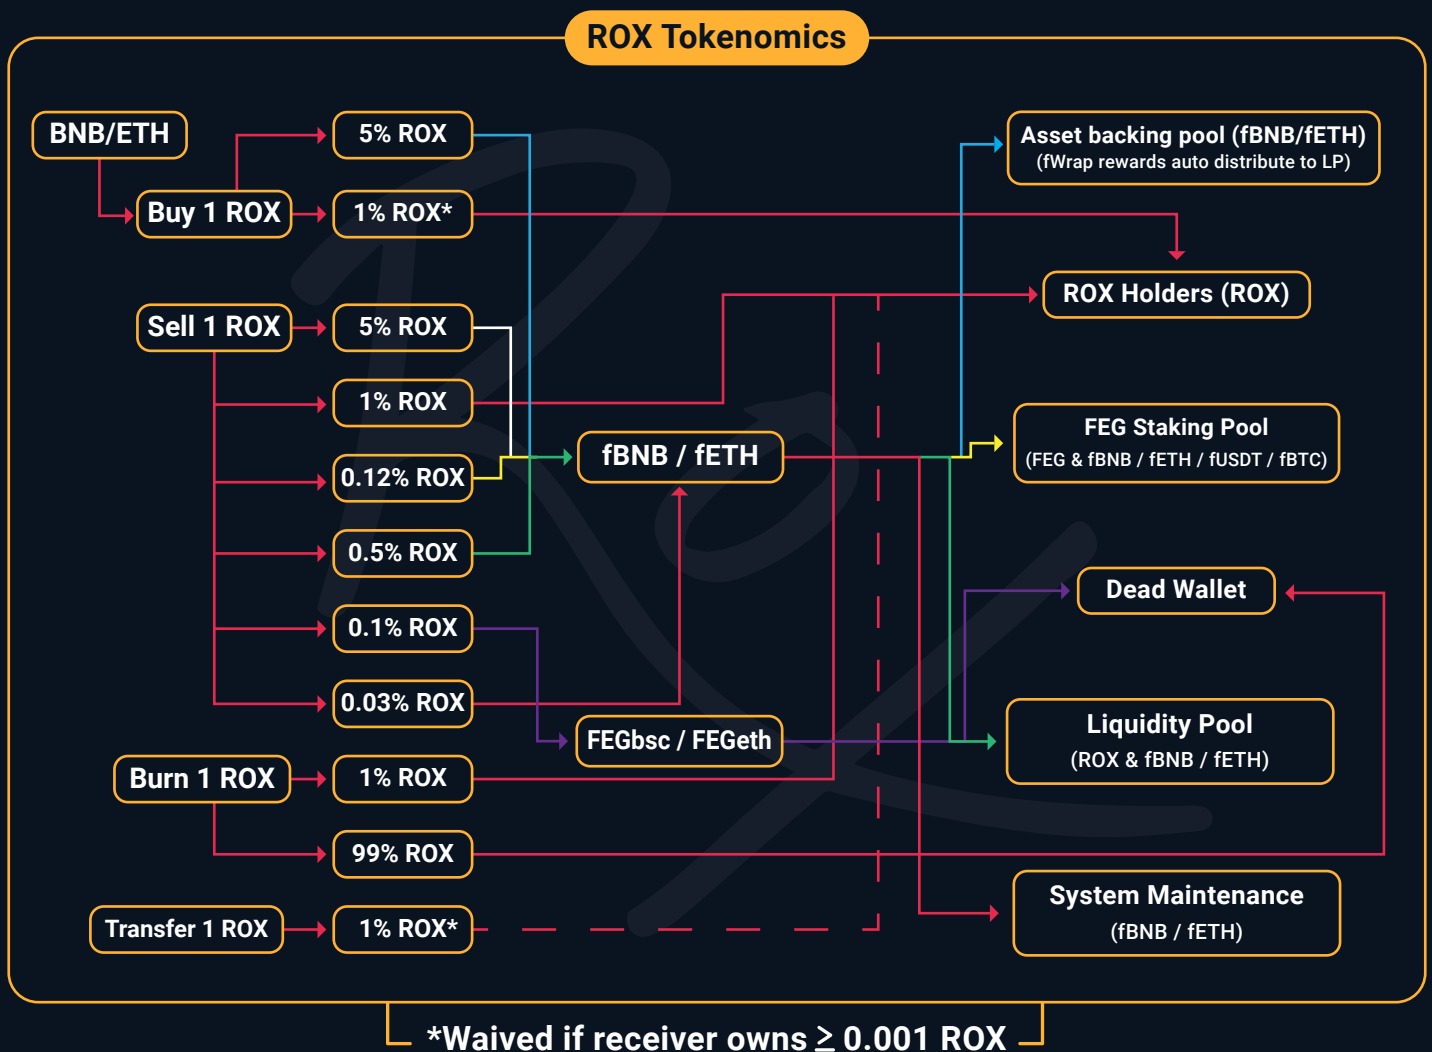 ROX Tokenomics
BNB/ETH
5% ROX
Asset backing pool (fBNB/fETH)
(fWrap rewards auto distribute to LP)
Buy 1 ROX
1% ROX*
ROX Holders (ROX)
Sell 1 ROX
5% ROX
1% ROX
FEG Staking Pool
(FEG & fBNB / fETH / fUSDT / fBTC)
fBNB / fETH
0.12% ROX
0.5% ROX
Dead Wallet
0.1% ROX
0.03% ROX
FEGbsc / FEGeth
Liquidity Pool
(ROX & fBNB / fETH)
Burn 1 ROX
1% ROX
99% ROX
System Maintenance
(fBNB / fETH)
Transfer 1 ROX
1% ROX*
*Waived if receiver owns ≥ 0.001 ROX